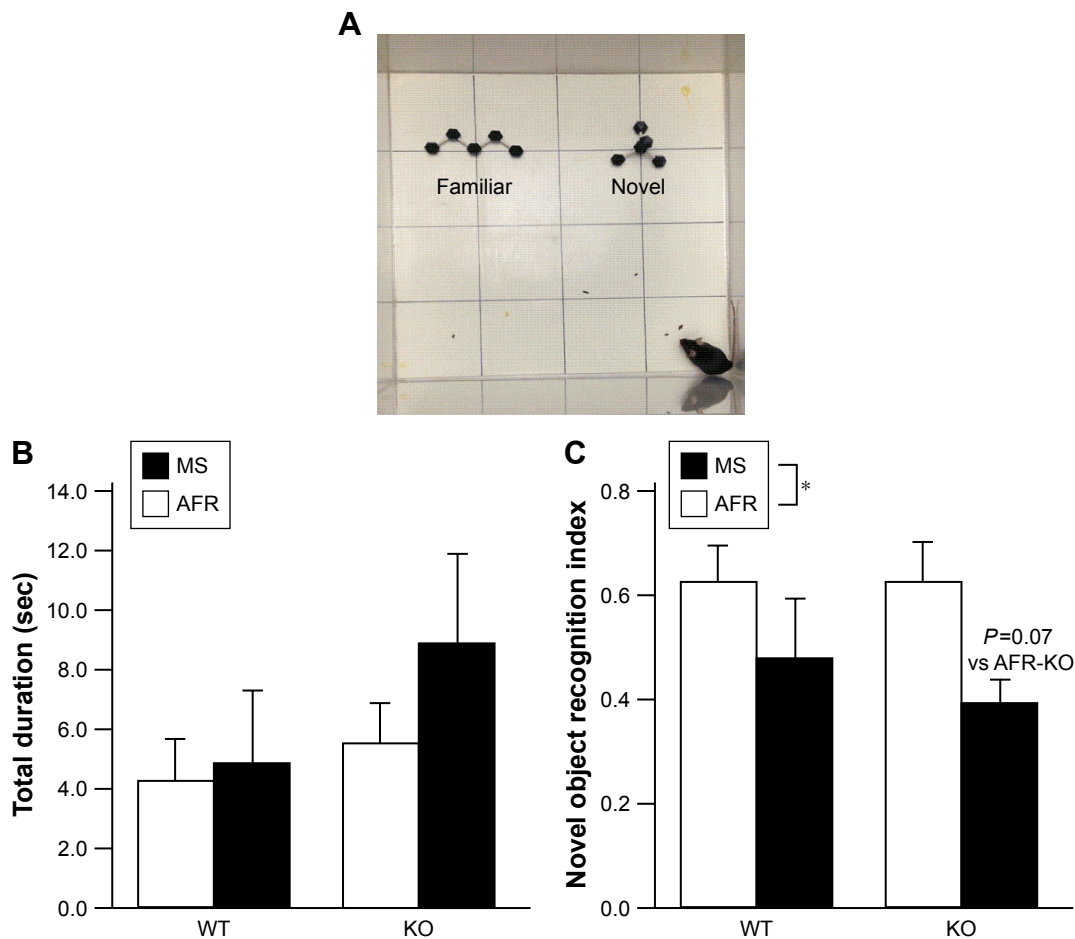 A
Familiar
Novel
B
MS
AFR
Total duration (sec)
14.0
12.0
10.0
8.0
6.0
4.0
2.0
0.0
WT
KO
C
MS
AFR
*
Novel object recognition index
0.8
0.6
0.4
0.2
0.0
P=0.07
vs AFR-KO
WT
KO